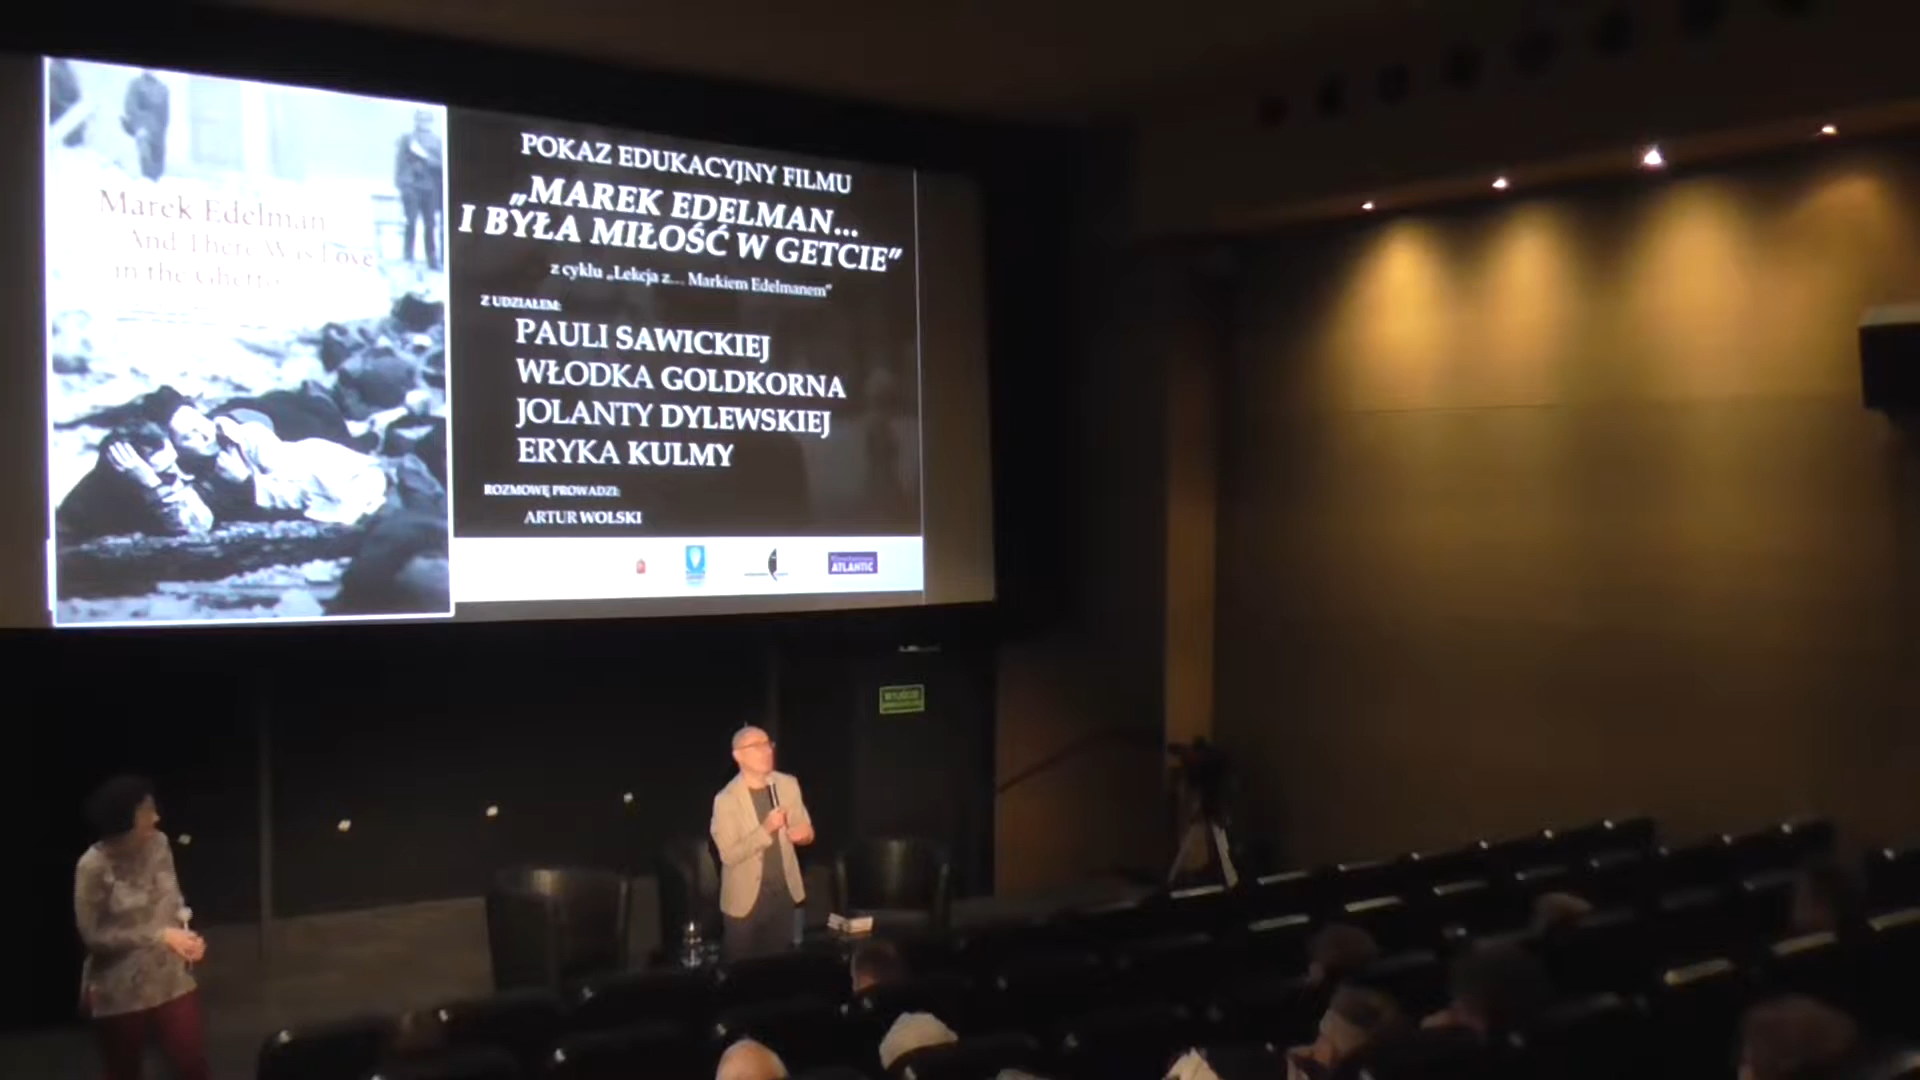 Marek Edelman
And There Was Love
in the Ghetto
POKAZ EDUKACYJNY FILMU
„MAREK EDELMAN...
I BYŁA MIŁOŚĆ W GETCIE”
z cyklu „Lekcja z... Markiem Edelmanem”
Z UDZIAŁEM:
PAULI SAWICKIEJ
WŁODKA GOLDKORNA
JOLANTY DYLEWSKIEJ
ERYKA KULMY
ROZMOWĘ PROWADZI:
ARTUR WOLSKI
ATLANTIC
WYJŚCIE